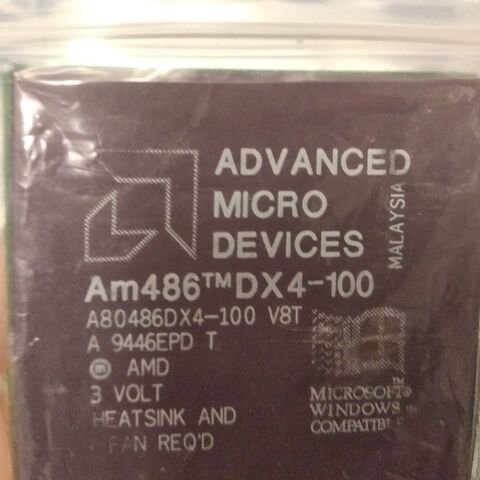 ADVANCED
MICRO
DEVICES
MALAYSIA
Am486™DX4-100
A80486DX4-100 V8T
A 9446EPD T
ⓜ AMD
3 VOLT
HEATSINK AND
FAN REQ'D
MICROSOFT®
WINDOWS™
COMPATIBLE